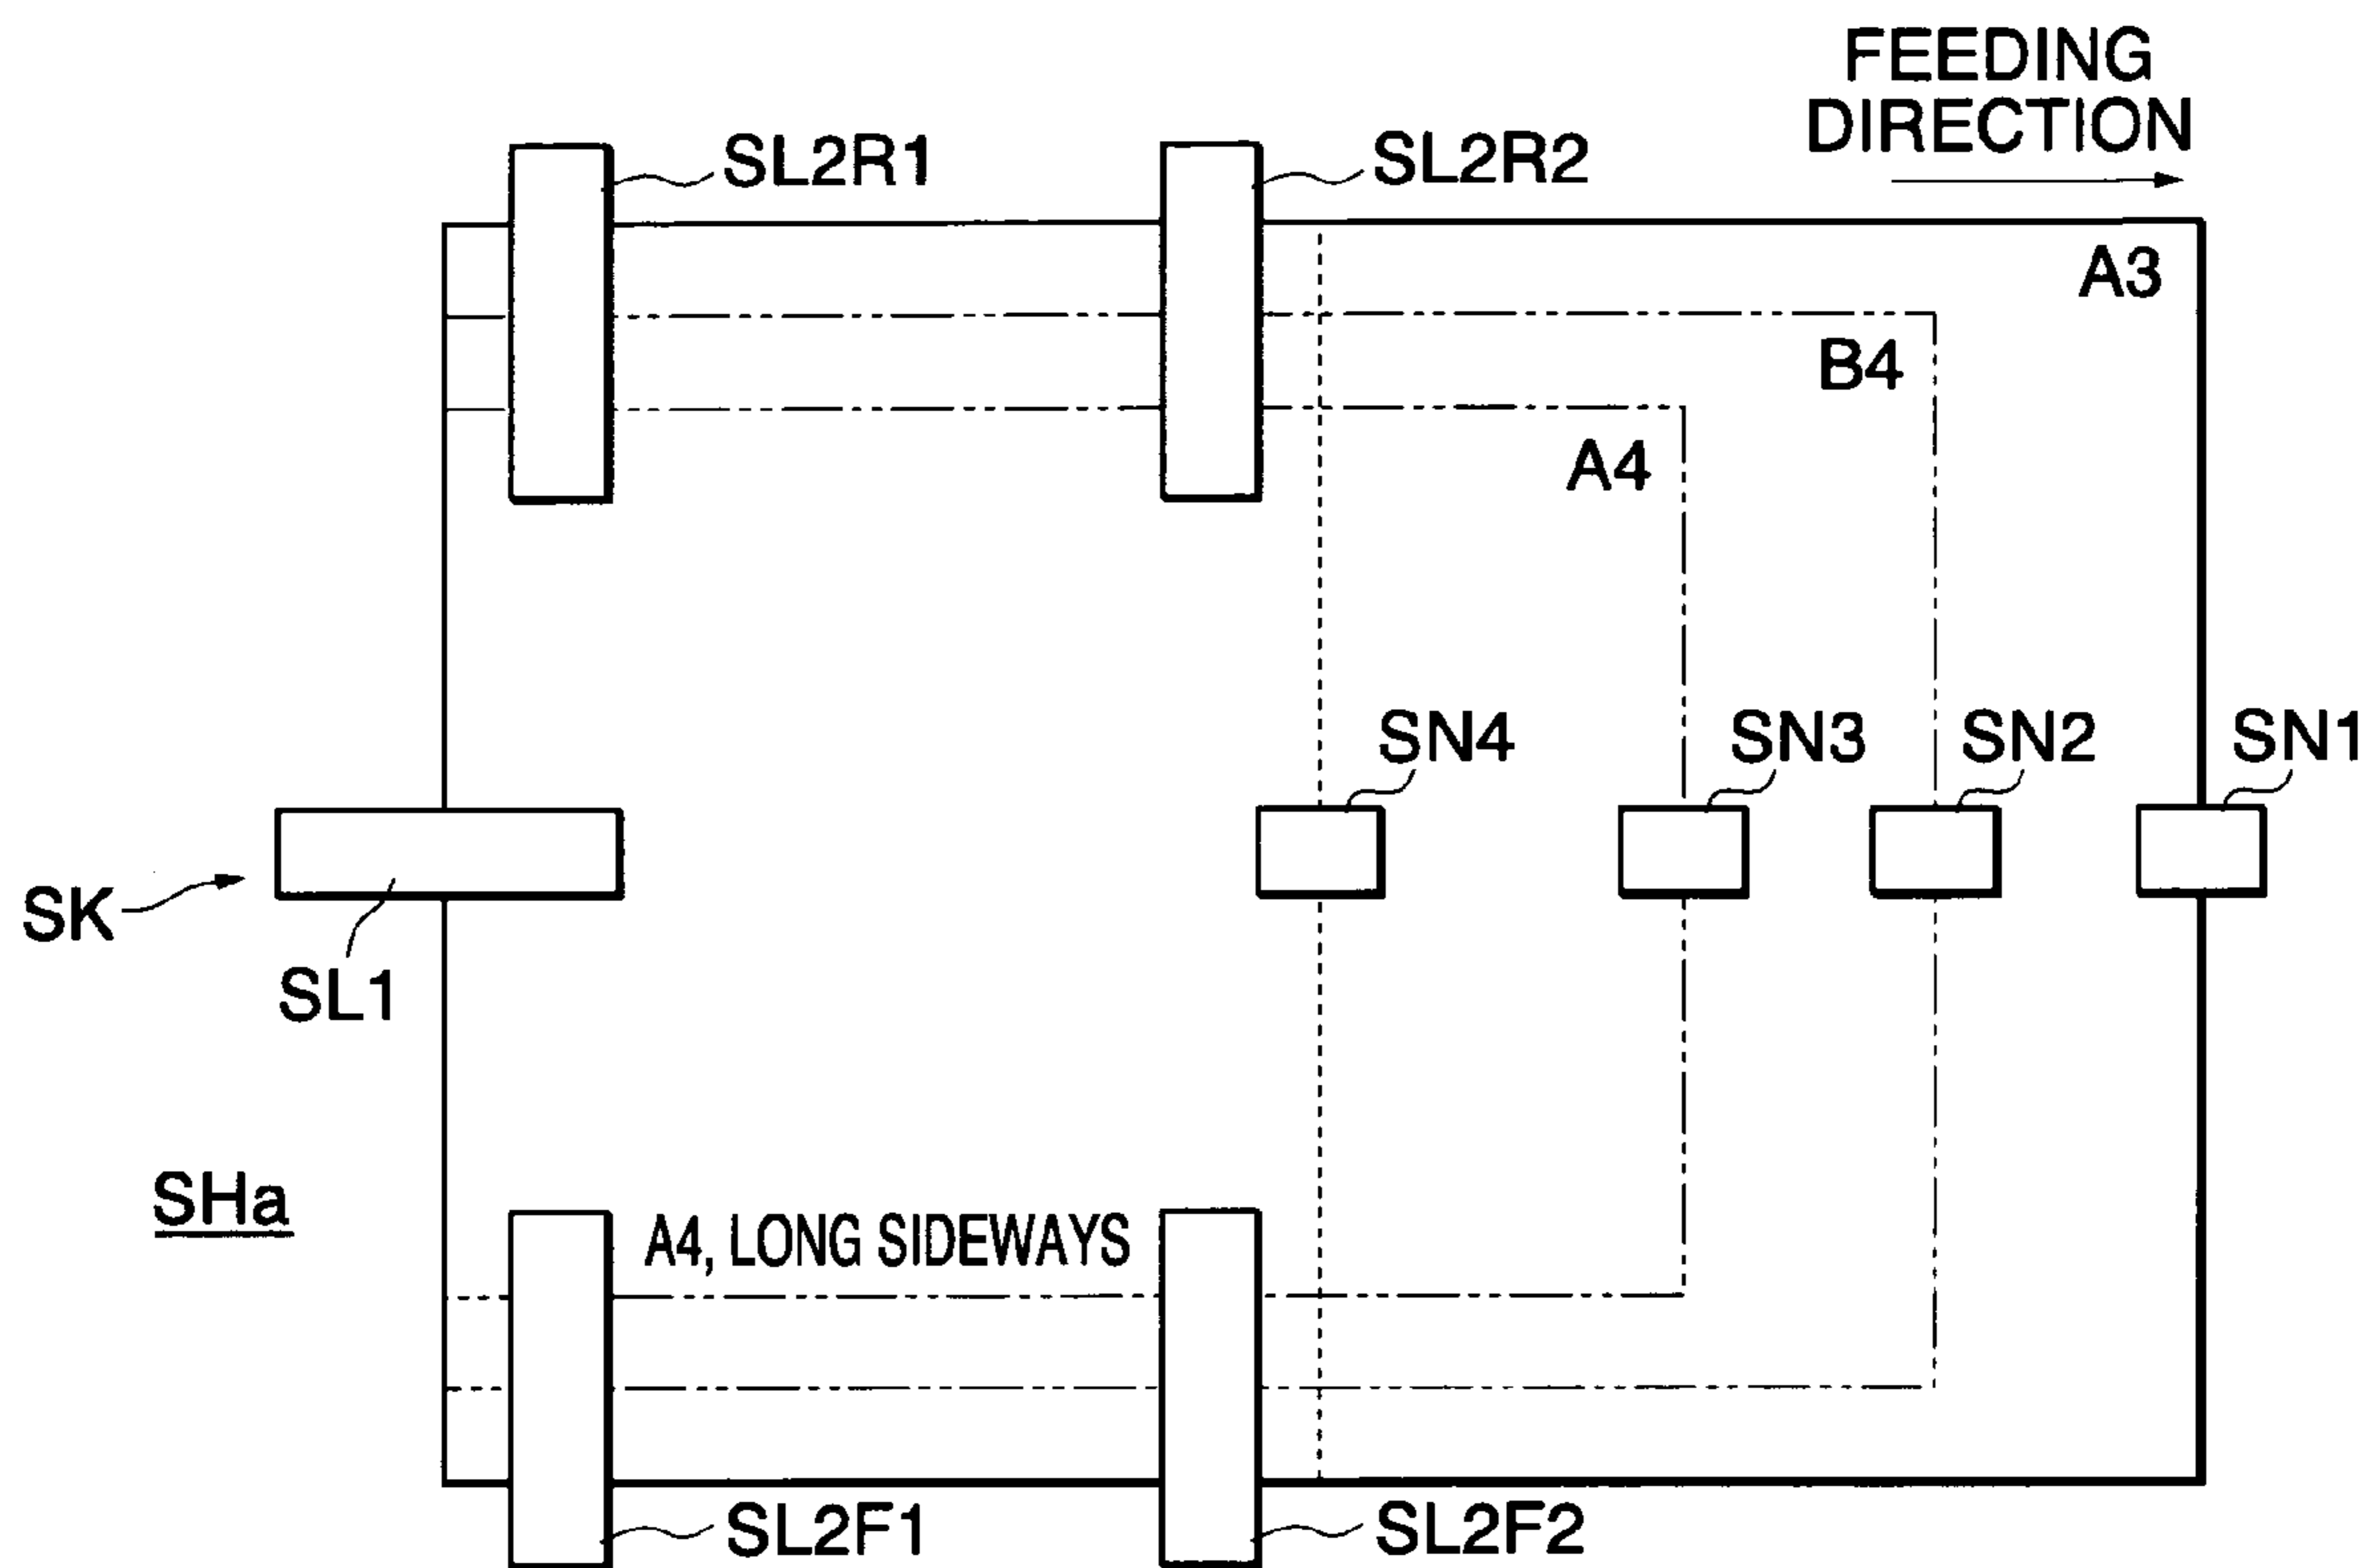 FEEDING
DIRECTION
SL2R1
SL2R2
A3
B4
A4
SN4
SN3
SN2
SN1
SK
SL1
SHa
A4, LONG SIDEWAYS
SL2F1
SL2F2